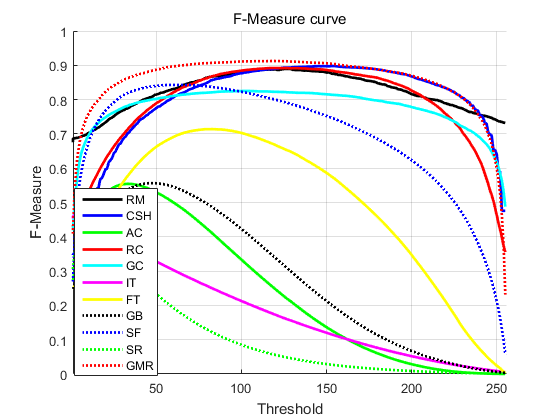 F-Measure curve
F-Measure
1
0.9
0.8
0.7
0.6
0.5
0.4
0.3
0.2
0.1
0
RM
CSH
AC
RC
GC
IT
FT
GB
SF
SR
GMR
50
100
150
200
250
Threshold